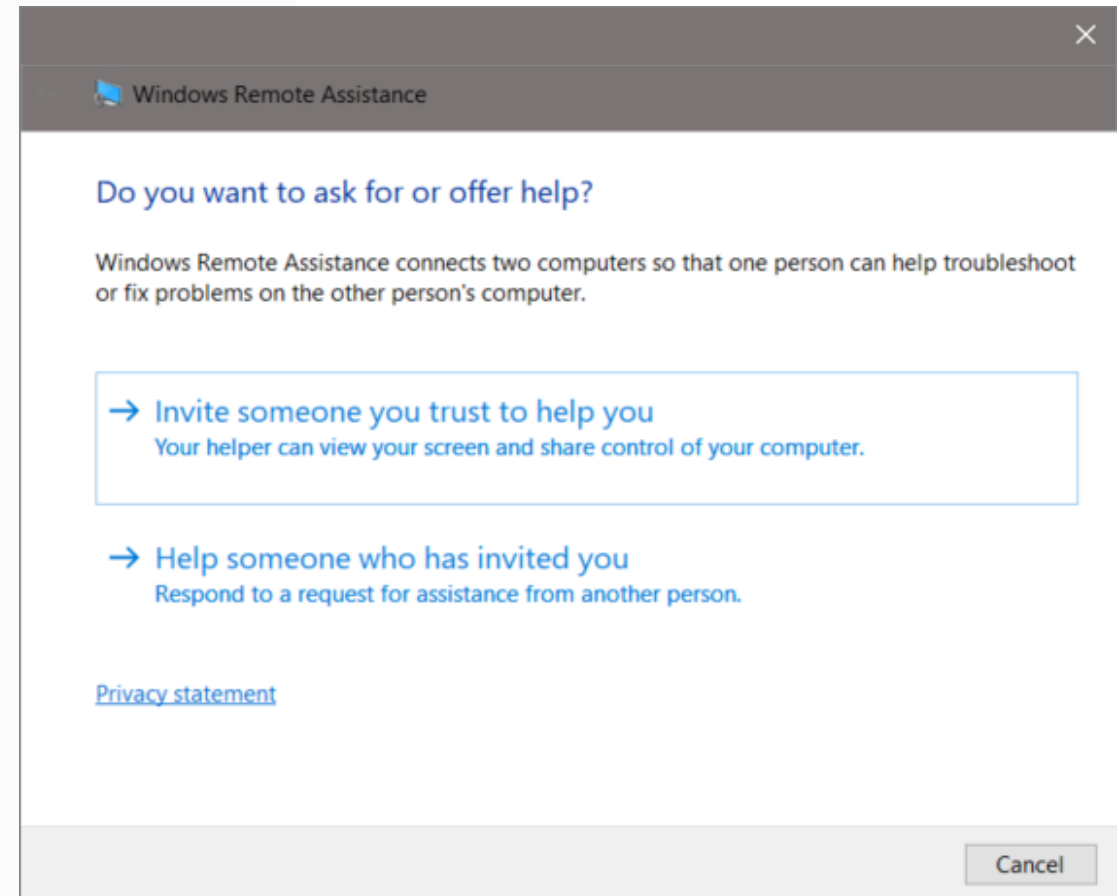 Windows Remote Assistance
Do you want to ask for or offer help?
Windows Remote Assistance connects two computers so that one person can help troubleshoot
or fix problems on the other person's computer.
Invite someone you trust to help you
Your helper can view your screen and share control of your computer.
Help someone who has invited you
Respond to a request for assistance from another person.
Privacy statement
Cancel